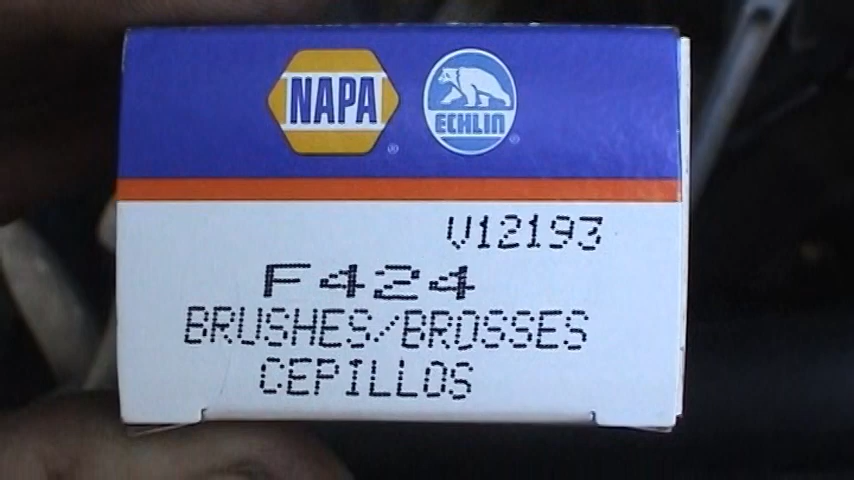 NAPA ECHLIN
V12193
F424
BRUSHES/BROSSES
CEPILLOS